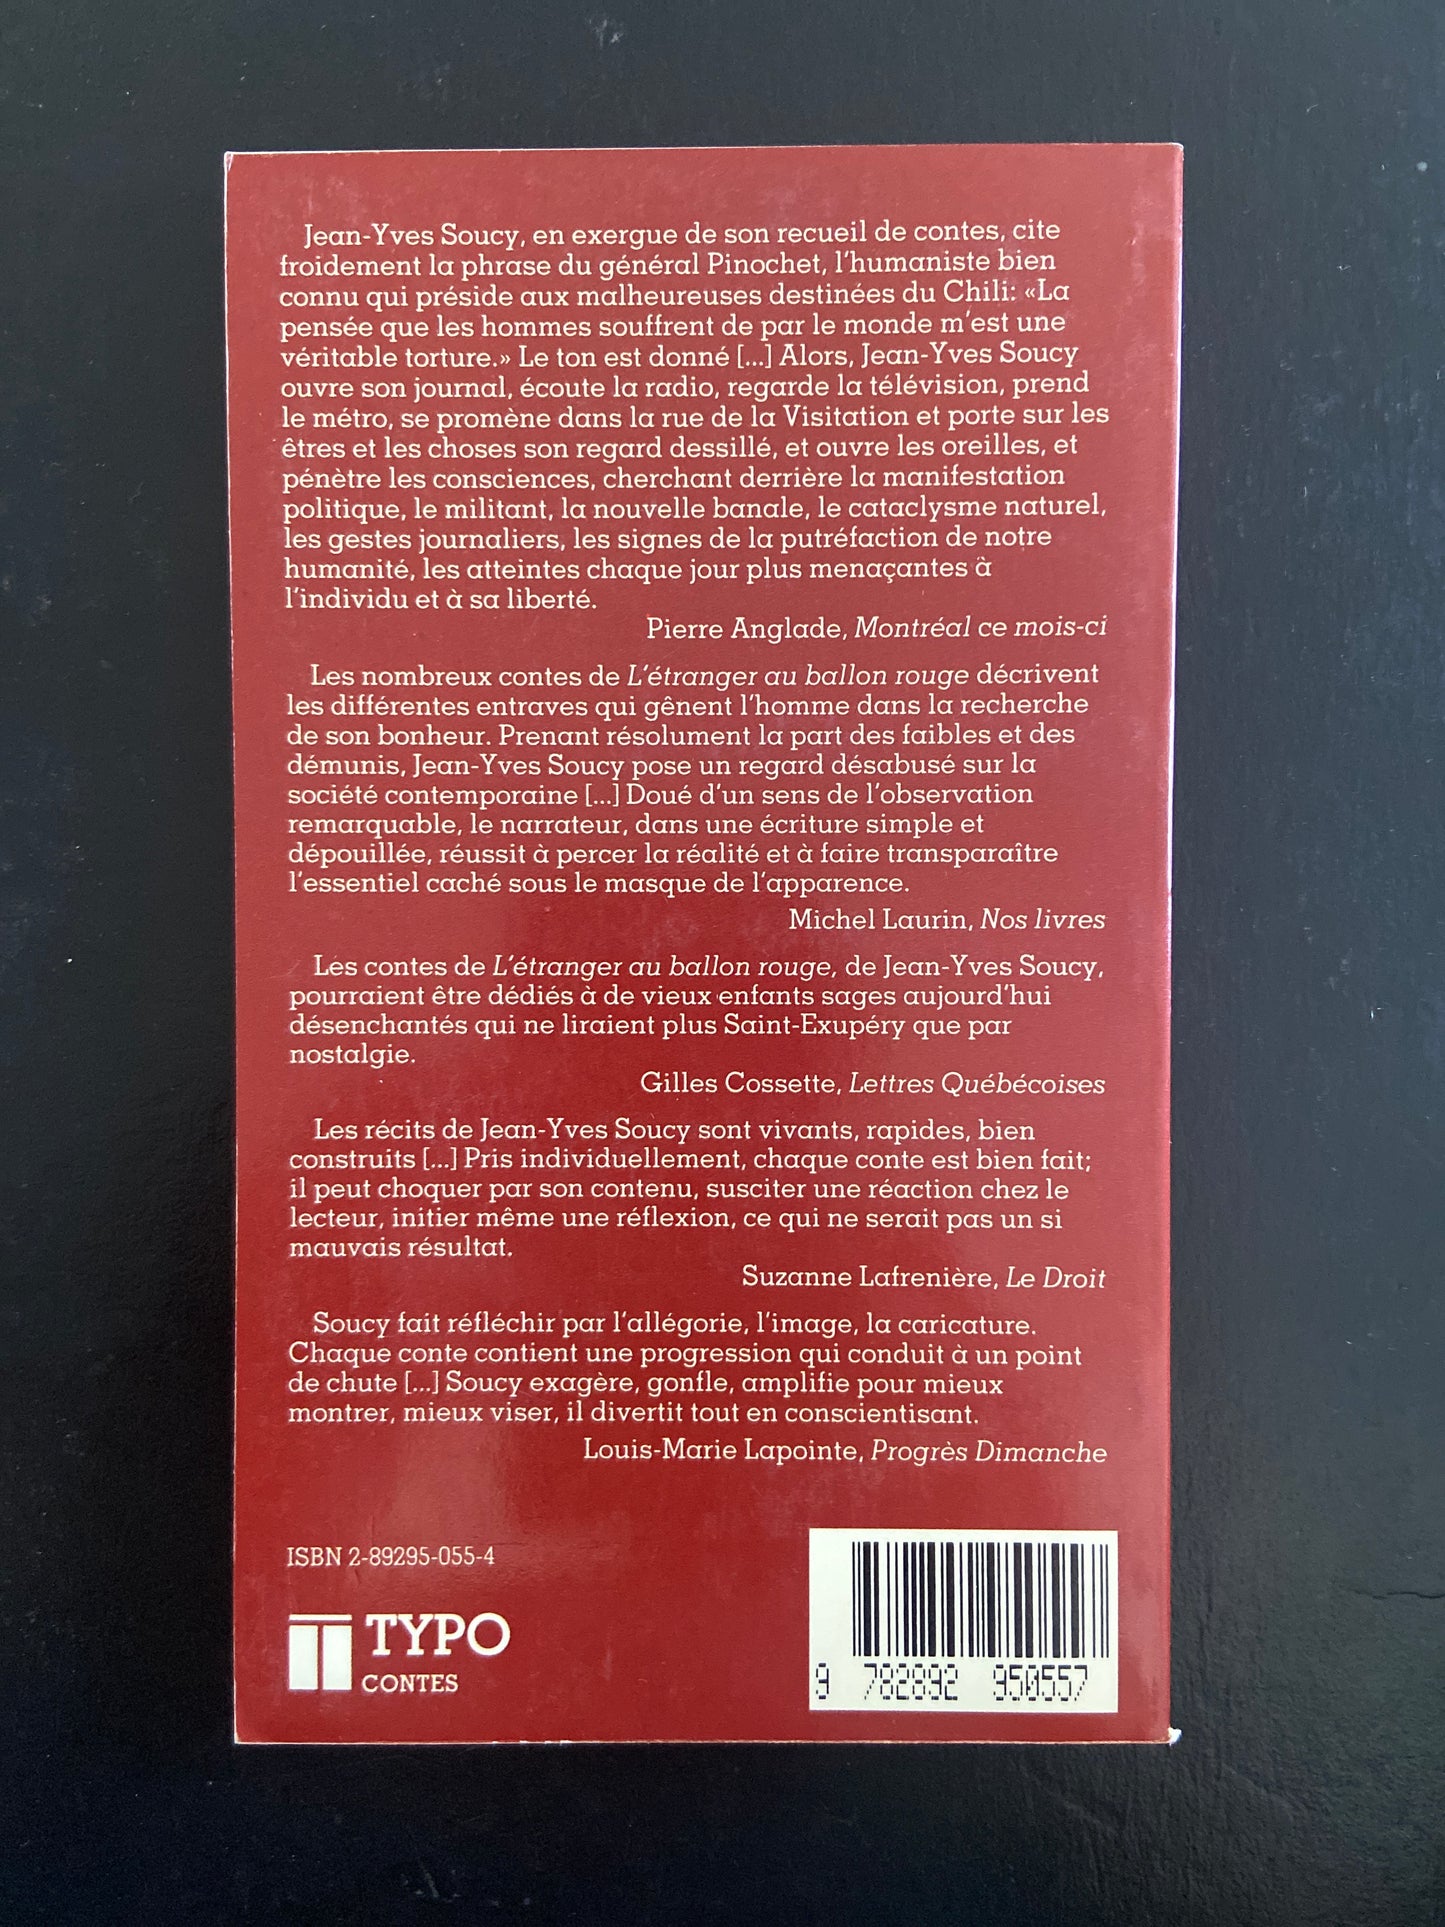 Jean-Yves Soucy, en exergue de son recueil de contes, cite
froidement la phrase du général Pinochet, l'humaniste bien
connu qui préside aux malheureuses destinées du Chili: «La
pensée que les hommes souffrent de par le monde m'est une
véritable torture.» Le ton est donné [...] Alors, Jean-Yves Soucy
ouvre son journal, écoute la radio, regarde la télévision, prend
le métro, se promène dans la rue de la Visitation et porte sur les
êtres et les choses son regard dessillé, et ouvre les oreilles, et
pénètre les consciences, cherchant derrière la manifestation
politique, le militant, la nouvelle banale, le cataclysme naturel,
les gestes journaliers, les signes de la putréfaction de notre
humanité, les atteintes chaque jour plus menaçantes à
l'individu et à sa liberté.
Pierre Anglade, Montréal ce mois-ci
Les nombreux contes de L'étranger au ballon rouge décrivent
les différentes entraves qui gênent l'homme dans la recherche
de son bonheur. Prenant résolument la part des faibles et des
démunis, Jean-Yves Soucy pose un regard désabusé sur la
société contemporaine [...] Doué d'un sens de l'observation
remarquable, le narrateur, dans une écriture simple et
dépouillée, réussit à percer la réalité et à faire transparaître
l'essentiel caché sous le masque de l'apparence.
Michel Laurin, Nos livres
Les contes de L'étranger au ballon rouge, de Jean-Yves Soucy,
pourraient être dédiés à de vieux enfants sages aujourd'hui
désenchantés qui ne liraient plus Saint-Exupéry que par
nostalgie.
Gilles Cossette, Lettres Québécoises
Les récits de Jean-Yves Soucy sont vivants, rapides, bien
construits [...] Pris individuellement, chaque conte est bien fait;
il peut choquer par son contenu, susciter une réaction chez le
lecteur, initier même une réflexion, ce qui ne serait pas un si
mauvais résultat.
Suzanne Lafrenière, Le Droit
Soucy fait réfléchir par l'allégorie, l'image, la caricature.
Chaque conte contient une progression qui conduit à un point
de chute [...] Soucy exagère, gonfle, amplifie pour mieux
montrer, mieux viser, il divertit tout en conscientisant.
Louis-Marie Lapointe, Progrès Dimanche
ISBN 2-89295-055-4
TYPO
CONTES
9 782892 950557